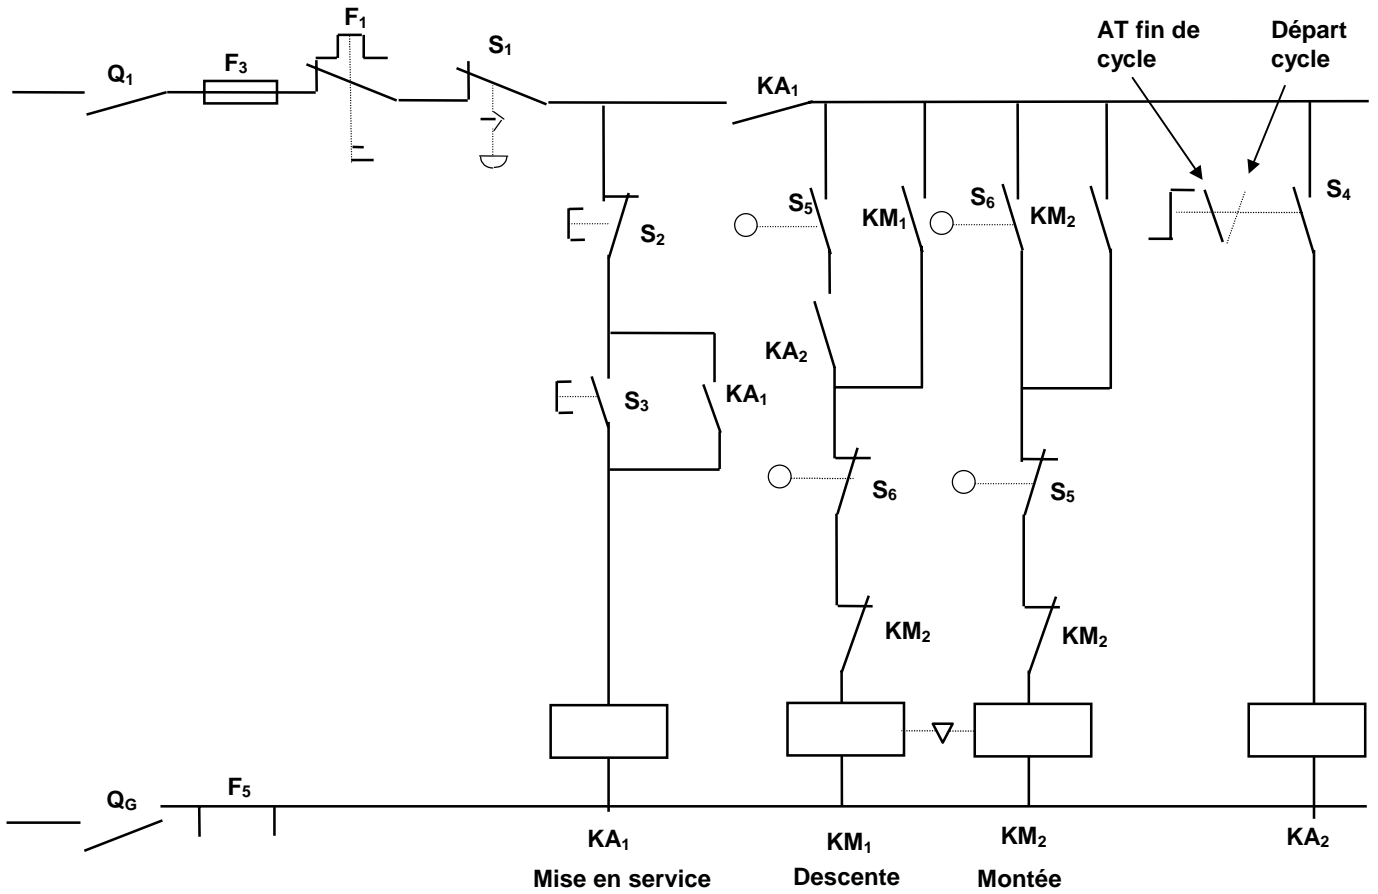 F1
AT fin de cycle
Départ cycle
S1
F3
Q1
KA1
S5
S6
S4
KM1
KM2
S2
KA2
S3
KA1
S6
S5
KM2
KM2
F5
QG
KA1
KM1
KM2
KA2
Mise en service
Descente
Montée